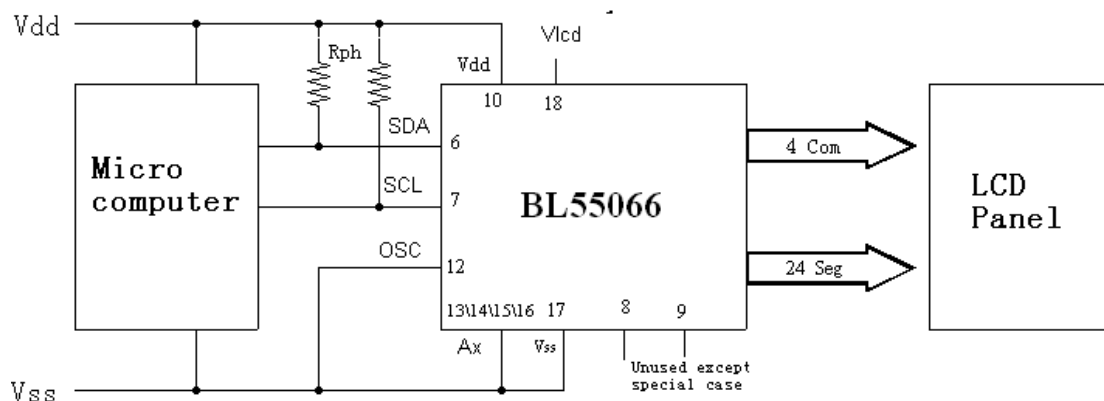 Vdd
Rph
Vdd
Vlcd
10
18
SDA
6
4 Com
Micro
computer
SCL
7
BL55066
LCD
Panel
OSC
12
24 Seg
13\14\15\16
17
8
9
Ax
Vss
Unused except
special case
Vss